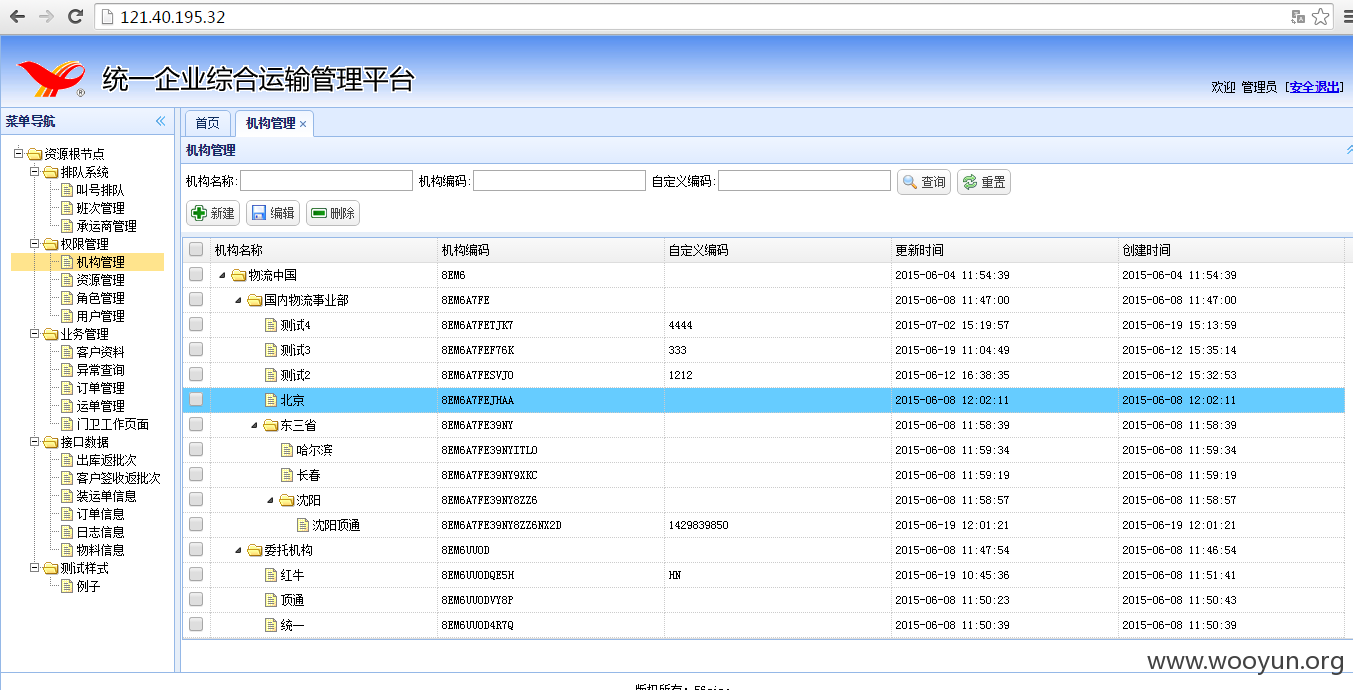 121.40.195.32
统一企业综合运输管理平台
欢迎 管理员 [安全退出]
菜单导航
首页
机构管理
机构管理
资源根节点
排队系统
叫号排队
班次管理
承运商管理
权限管理
机构管理
资源管理
角色管理
用户管理
业务管理
客户资料
异常查询
订单管理
运单管理
门卫工作页面
接口数据
出库返批次
客户签收返批次
装运单信息
订单信息
日志信息
物料信息
测试样式
例子
机构名称: 机构编码: 自定义编码: 查询 重置
新建 编辑 删除
机构名称 机构编码 自定义编码 更新时间 创建时间
物流中国 8EM6 2015-06-04 11:54:39 2015-06-04 11:54:39
国内物流事业部 8EM6A7FE 2015-06-08 11:47:00 2015-06-08 11:47:00
测试4 8EM6A7FETJK7 4444 2015-07-02 15:19:57 2015-06-19 15:13:59
测试3 8EM6A7FEF76K 333 2015-06-19 11:04:49 2015-06-12 15:35:14
测试2 8EM6A7FESVJO 1212 2015-06-12 16:38:35 2015-06-12 15:32:53
北京 8EM6A7FEJHAA 2015-06-08 12:02:11 2015-06-08 12:02:11
东三省 8EM6A7FE39NY 2015-06-08 11:58:39 2015-06-08 11:58:39
哈尔滨 8EM6A7FE39NYITLO 2015-06-08 11:59:34 2015-06-08 11:59:34
长春 8EM6A7FE39NY9XKC 2015-06-08 11:59:19 2015-06-08 11:59:19
沈阳 8EM6A7FE39NY8ZZ6 2015-06-08 11:58:57 2015-06-08 11:58:57
沈阳顶通 8EM6A7FE39NY8ZZ6NX2D 1429839850 2015-06-19 12:01:21 2015-06-19 12:01:21
委托机构 8EM6UUOD 2015-06-08 11:47:54 2015-06-08 11:46:54
红牛 8EM6UUODQE5H HN 2015-06-19 10:45:36 2015-06-08 11:51:41
顶通 8EM6UUODVY8P 2015-06-08 11:50:23 2015-06-08 11:50:43
统一 8EM6UUOD4R7Q 2015-06-08 11:50:39 2015-06-08 11:50:39
www.wooyun.org